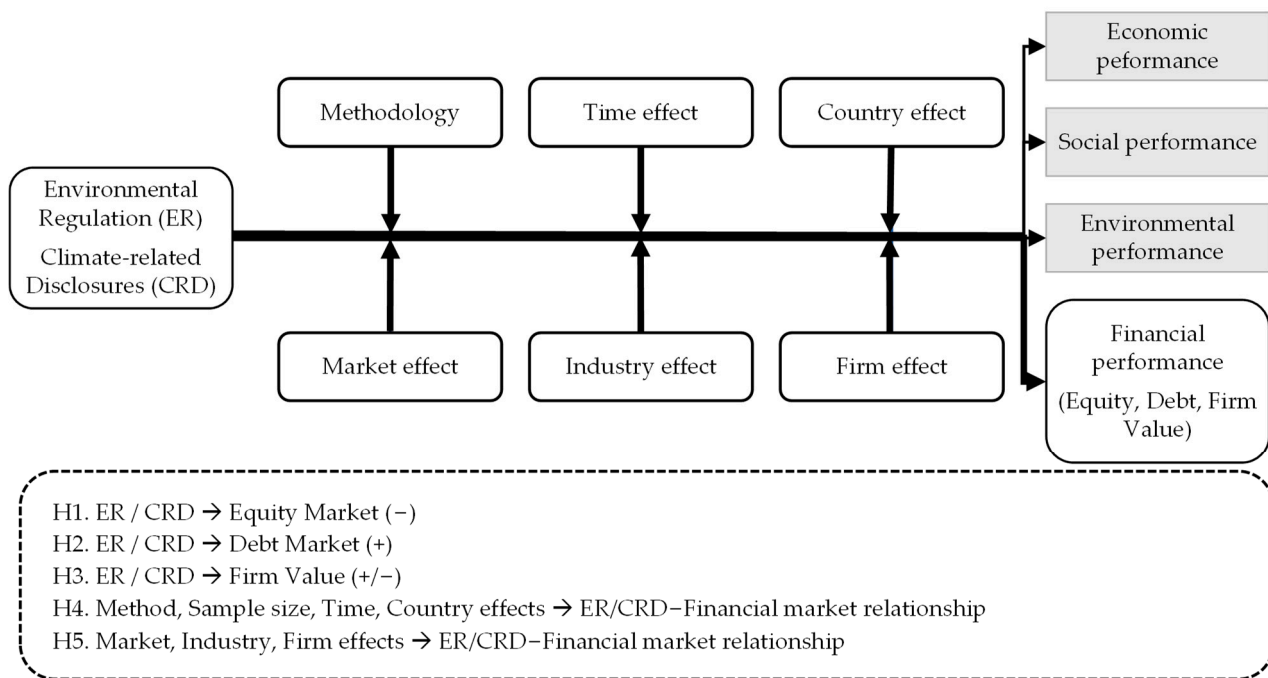 Environmental
Regulation (ER)
Climate-related
Disclosures (CRD)
Methodology
Time effect
Country effect
Market effect
Industry effect
Firm effect
Economic
peformance
Social performance
Environmental
performance
Financial
performance
(Equity, Debt, Firm
Value)
H1. ER / CRD → Equity Market (−)
H2. ER / CRD → Debt Market (+)
H3. ER / CRD → Firm Value (+/−)
H4. Method, Sample size, Time, Country effects → ER/CRD−Financial market relationship
H5. Market, Industry, Firm effects → ER/CRD−Financial market relationship